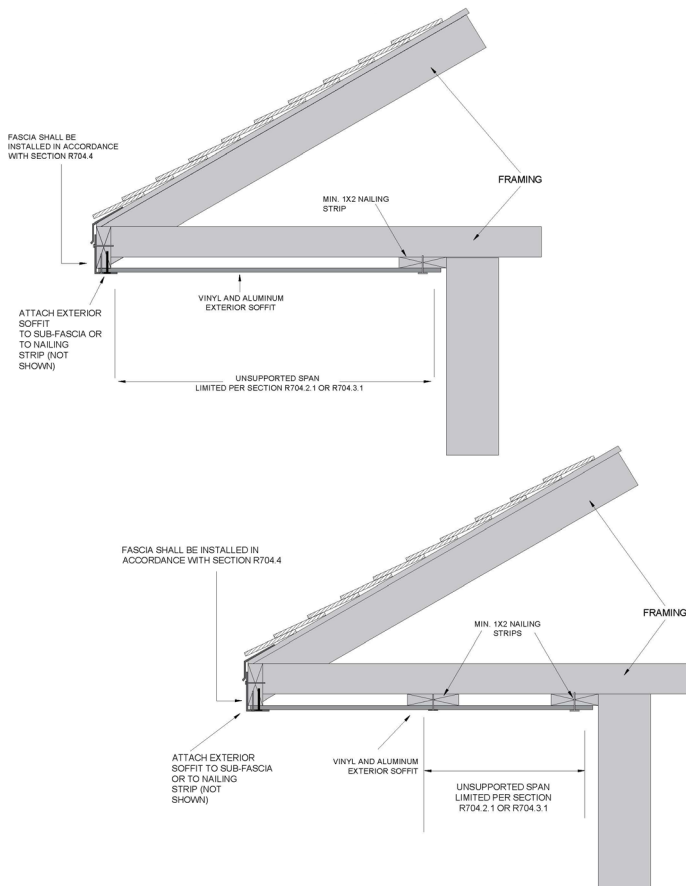 FASCIA SHALL BE
INSTALLED IN ACCORDANCE
WITH SECTION R704.4
FRAMING
MIN. 1X2 NAILING
STRIP
ATTACH EXTERIOR
SOFFIT
TO SUB-FASCIA OR
TO NAILING
STRIP (NOT
SHOWN)
VINYL AND ALUMINUM
EXTERIOR SOFFIT
UNSUPPORTED SPAN
LIMITED PER SECTION R704.2.1 OR R704.3.1
FASCIA SHALL BE INSTALLED IN
ACCORDANCE WITH SECTION R704.4
FRAMING
MIN. 1X2 NAILING
STRIPS
ATTACH EXTERIOR
SOFFIT TO SUB-FASCIA
OR TO NAILING
STRIP (NOT
SHOWN)
VINYL AND ALUMINUM
EXTERIOR SOFFIT
UNSUPPORTED SPAN
LIMITED PER SECTION
R704.2.1 OR R704.3.1